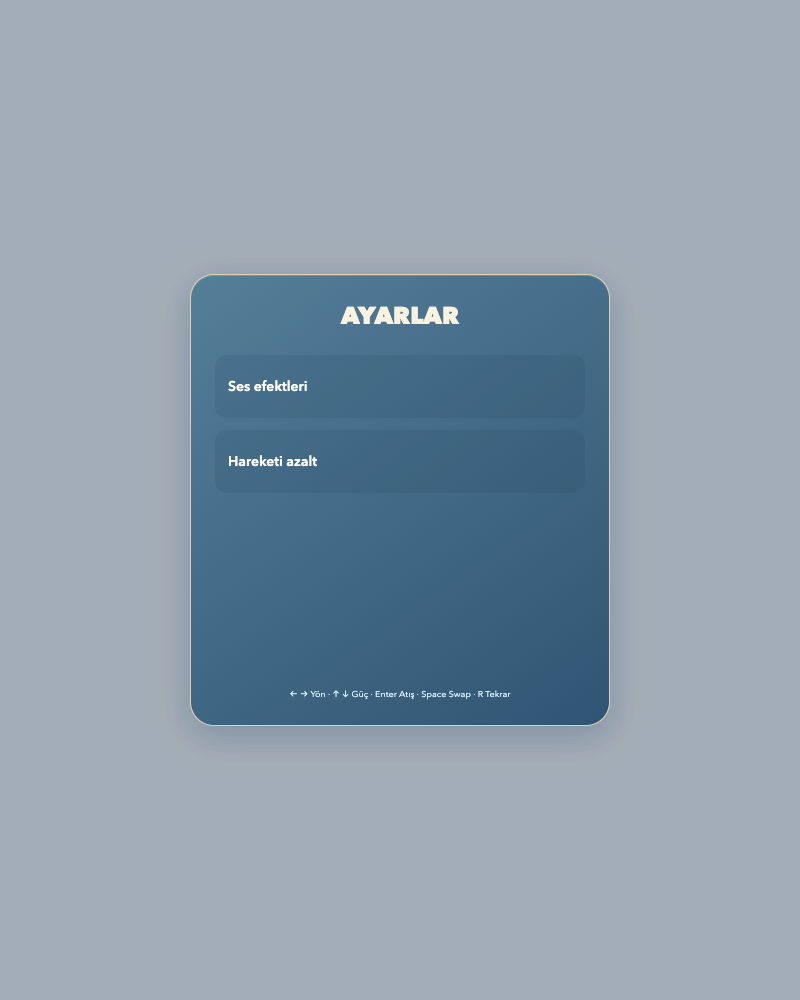 AYARLAR
Ses efektleri
Hareketi azalt
← → Yön · ↑ ↓ Güç · Enter Atış · Space Swap · R Tekrar